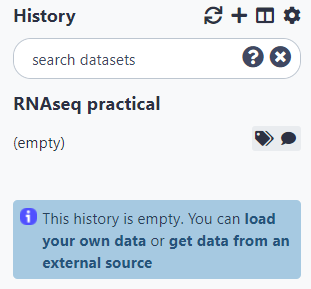 History
search datasets
RNAseq practical
(empty)
This history is empty. You can load
your own data or get data from an
external source